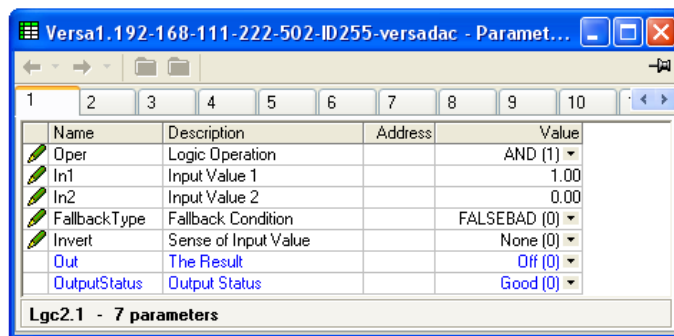 Versa1.192-168-111-222-502-ID255-versadac - Paramet...
1 2 3 4 5 6 7 8 9 10
Name Description Address Value
Oper Logic Operation AND (1)
In1 Input Value 1 1.00
In2 Input Value 2 0.00
FallbackType Fallback Condition FALSEBAD (0)
Invert Sense of Input Value None (0)
Out The Result Off (0)
OutputStatus Output Status Good (0)
Lgc2.1 - 7 parameters